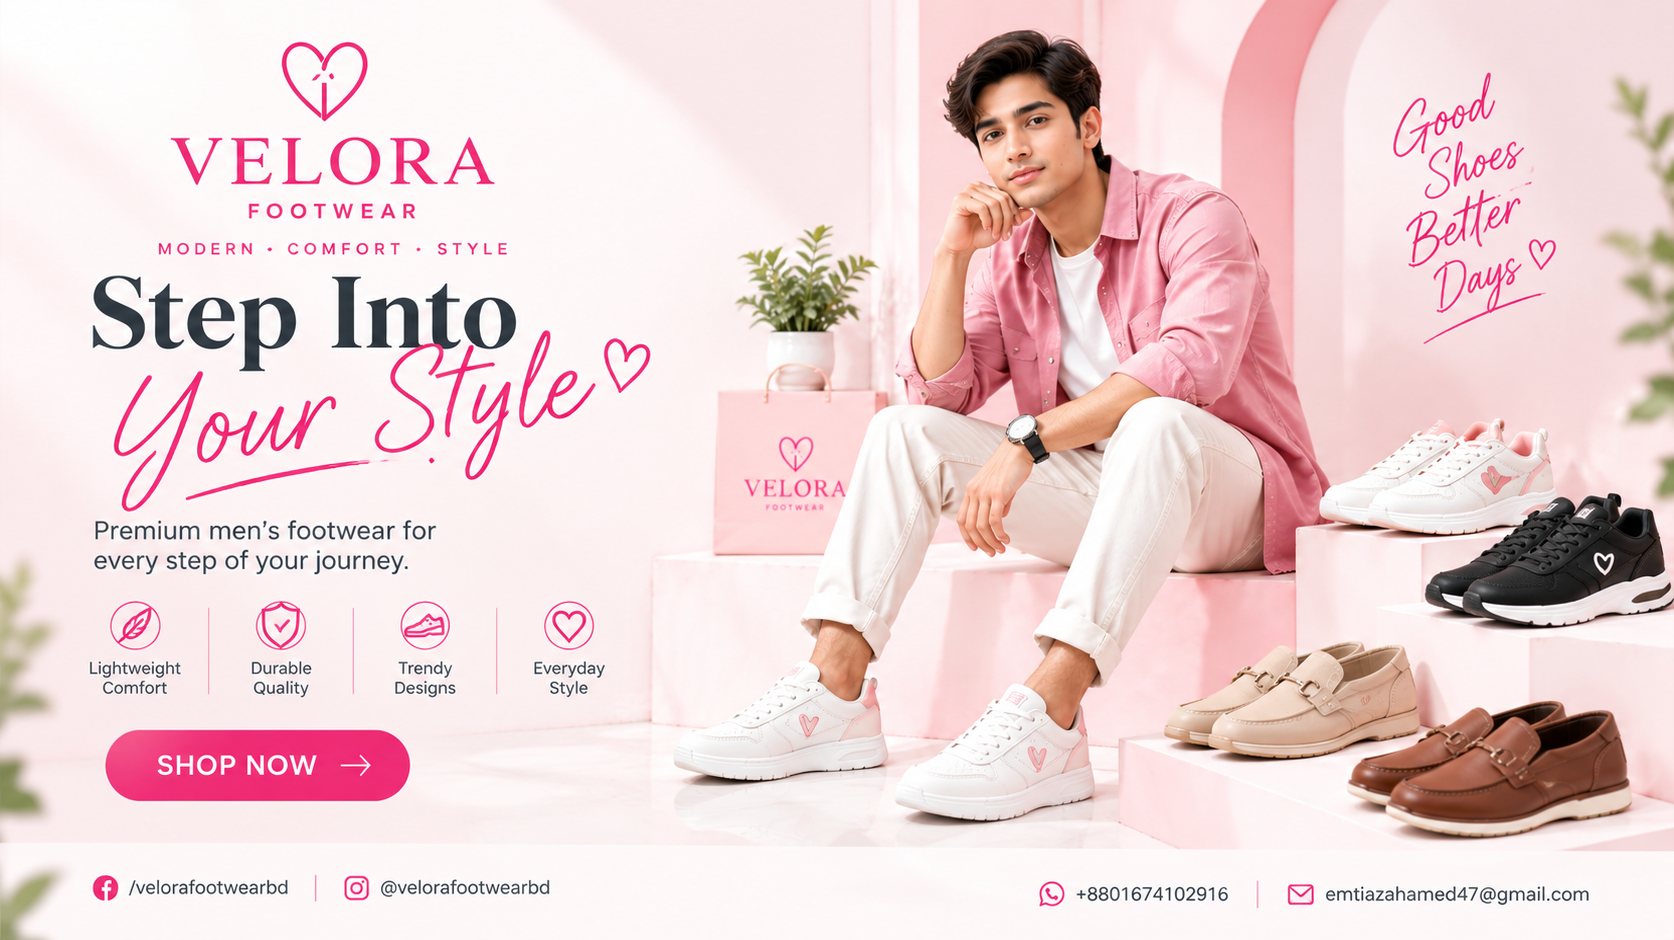 VELORA
FOOTWEAR
MODERN • COMFORT • STYLE
Step Into
Your Style
Premium men's footwear for
every step of your journey.
Lightweight
Comfort
Durable
Quality
Trendy
Designs
Everyday
Style
SHOP NOW
Good
Shoes
Better
Days
VELORA
FOOTWEAR
/velorafootwearbd
@velorafootwearbd
+8801674102916
emtiazahamed47@gmail.com